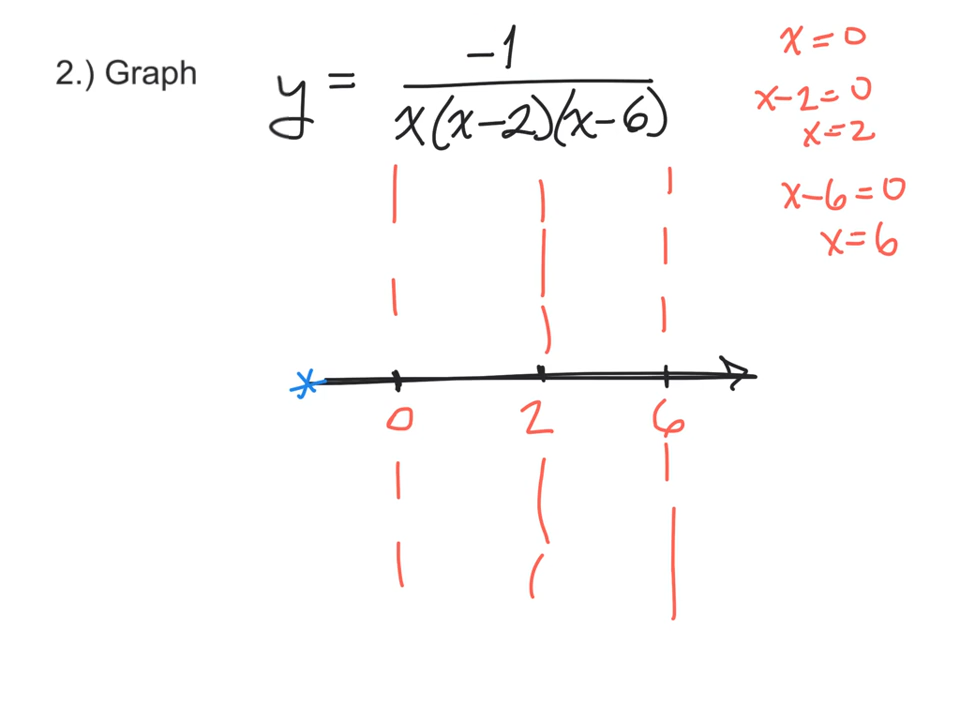 2.) Graph y = -1 / x(x-2)(x-6)
x = 0
x-2=0
x=2
x-6=0
x=6
0 2 6